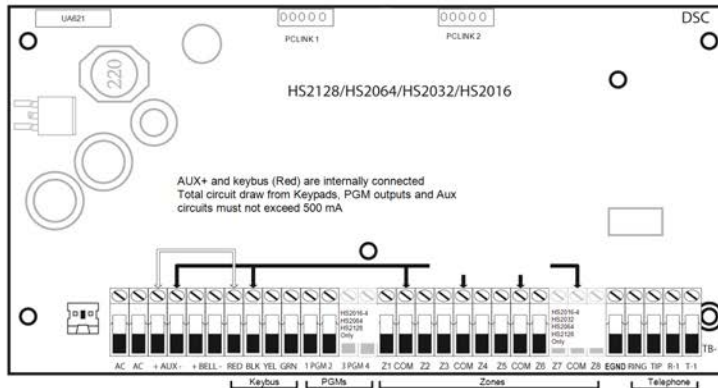 UA621
PCLINK 1
PCLINK 2
DSC
220
HS2128/HS2064/HS2032/HS2016
AUX+ and keybus (Red) are internally connected
Total circuit draw from Keypads, PGM outputs and Aux
circuits must not exceed 500 mA
HS2016-4
HS2064
HS2128
Only
HS2016-4
HS2032
HS2064
HS2128
Only
TB-
AC AC + AUX - + BELL - RED BLK YEL GRN 1 PGM 2 3 PGM 4 Z1 COM Z2 Z3 COM Z4 Z5 COM Z6 Z7 COM Z8 EGND RING TIP R-1 T-1
Keybus PGMs Zones Telephone